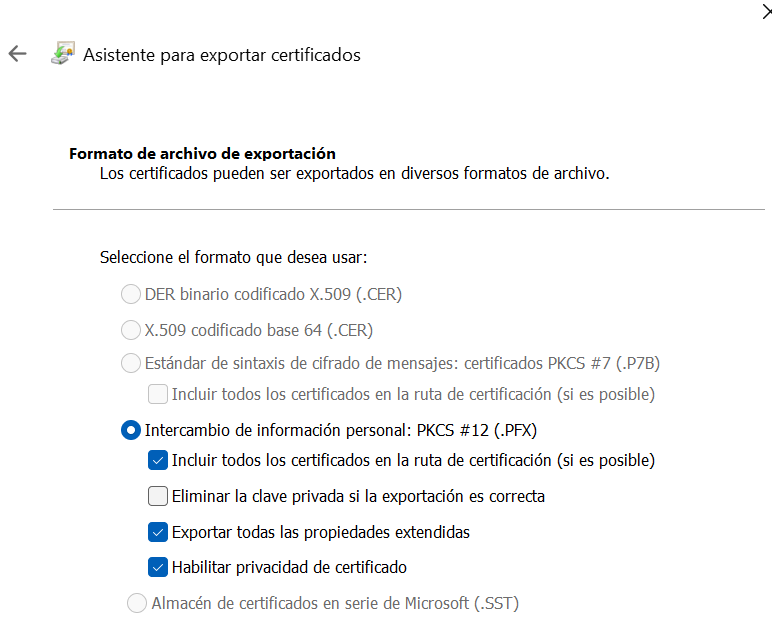 Asistente para exportar certificados
Formato de archivo de exportación
Los certificados pueden ser exportados en diversos formatos de archivo.
Seleccione el formato que desea usar:
DER binario codificado X.509 (.CER)
X.509 codificado base 64 (.CER)
Estándar de sintaxis de cifrado de mensajes: certificados PKCS #7 (.P7B)
Incluir todos los certificados en la ruta de certificación (si es posible)
Intercambio de información personal: PKCS #12 (.PFX)
Incluir todos los certificados en la ruta de certificación (si es posible)
Eliminar la clave privada si la exportación es correcta
Exportar todas las propiedades extendidas
Habilitar privacidad de certificado
Almacén de certificados en serie de Microsoft (.SST)